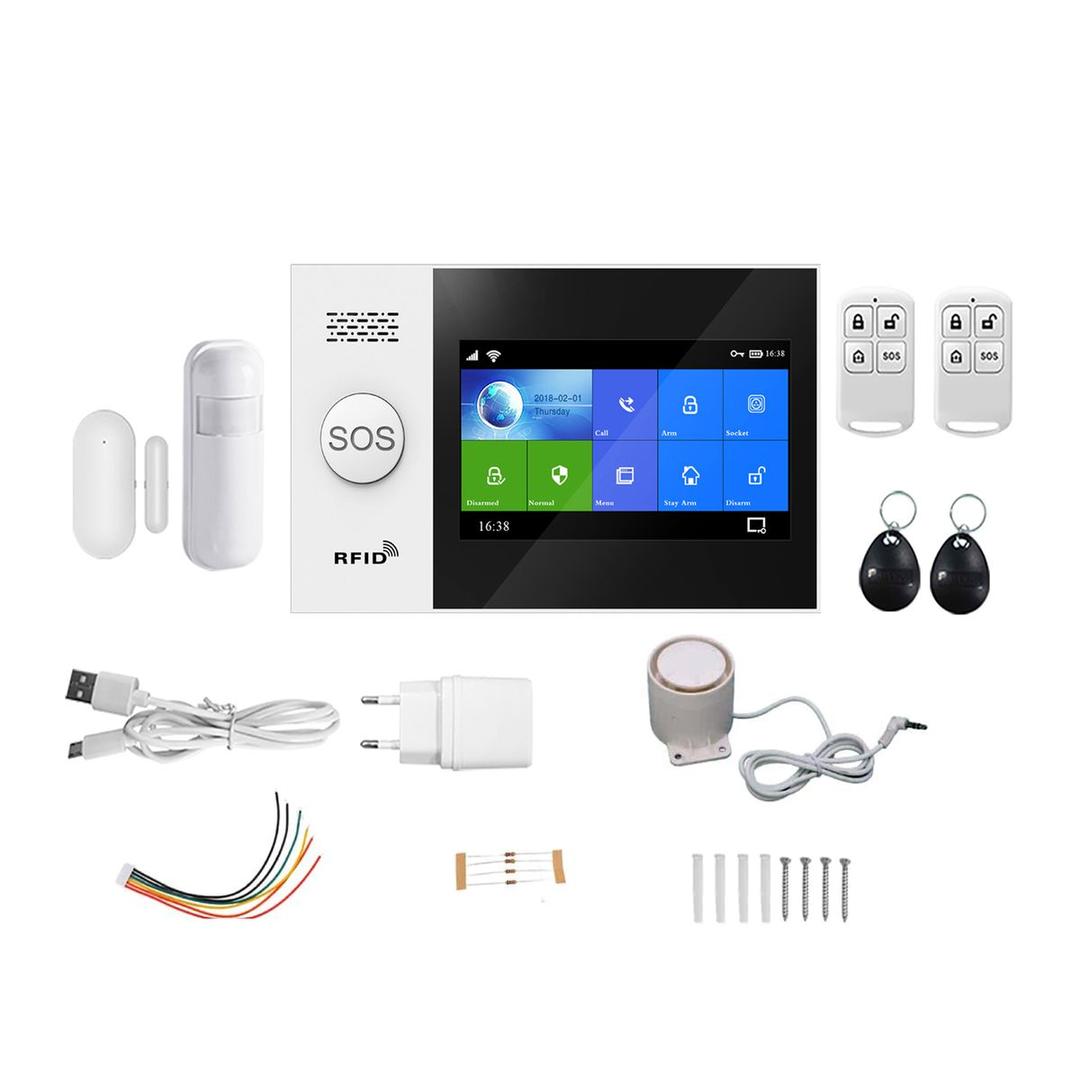 SOS
RFID
16:38
2018-02-01
Thursday
Call
Arm
Socket
Disarmed
Normal
Menu
Stay Arm
Disarm
16:38
SOS
SOS